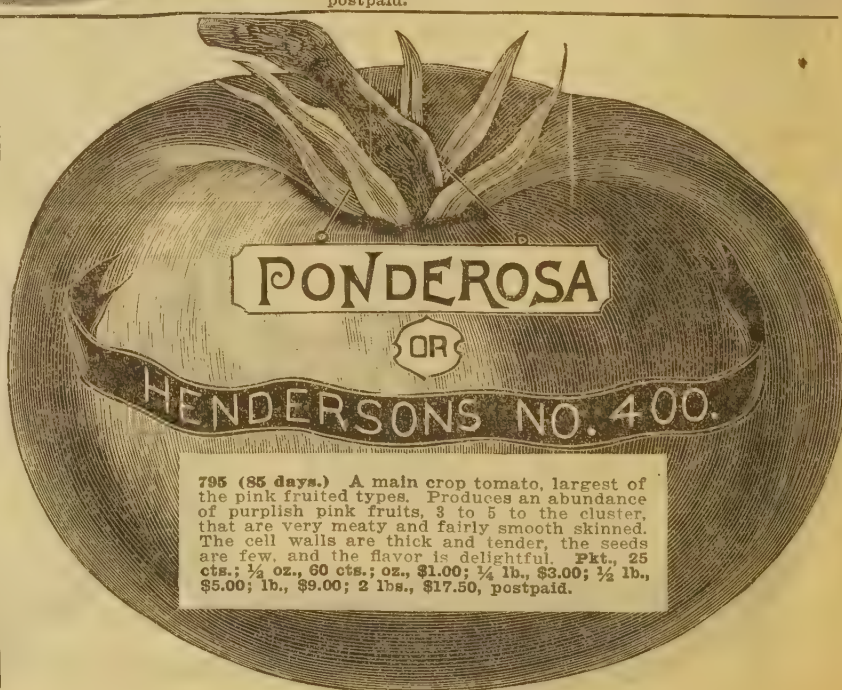 postpaid.
PONDEROSA
OR
HENDERSONS NO. 400.
795 (85 days.) A main crop tomato, largest of
the pink fruited types. Produces an abundance
of purplish pink fruits, 3 to 5 to the cluster,
that are very meaty and fairly smooth skinned.
The cell walls are thick and tender, the seeds
are few, and the flavor is delightful. Pkt., 25
cts.; ½ oz., 60 cts.; oz., $1.00; ¼ lb., $3.00; ½ lb.,
$5.00; lb., $9.00; 2 lbs., $17.50, postpaid.